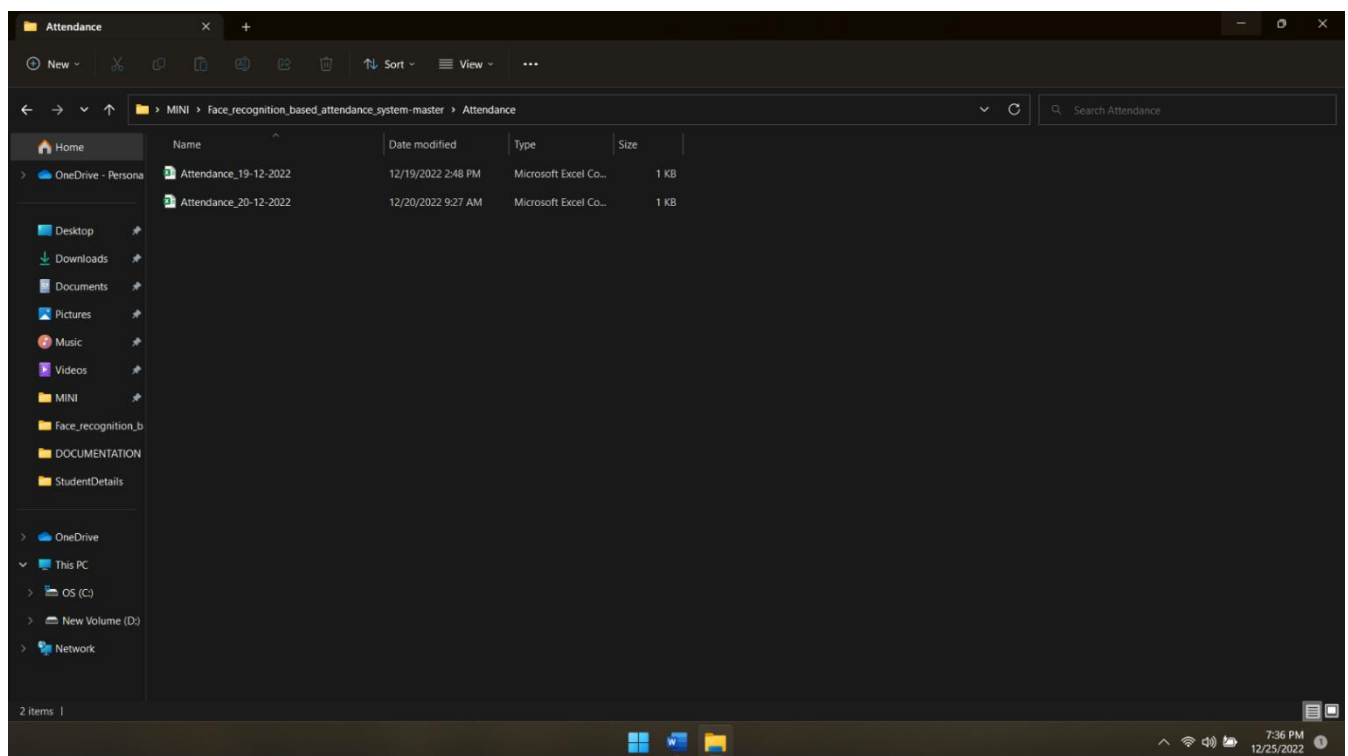 Attendance
New
Sort
View
MINI > Face_recognition_based_attendance_system-master > Attendance
Search Attendance
Home
OneDrive - Persona
Desktop
Downloads
Documents
Pictures
Music
Videos
MINI
Face_recognition_b
DOCUMENTATION
StudentDetails
OneDrive
This PC
OS (C:)
New Volume (D:)
Network
Name Date modified Type Size
Attendance_19-12-2022 12/19/2022 2:48 PM Microsoft Excel Co... 1 KB
Attendance_20-12-2022 12/20/2022 9:27 AM Microsoft Excel Co... 1 KB
2 items
W
7:36 PM
12/25/2022
1